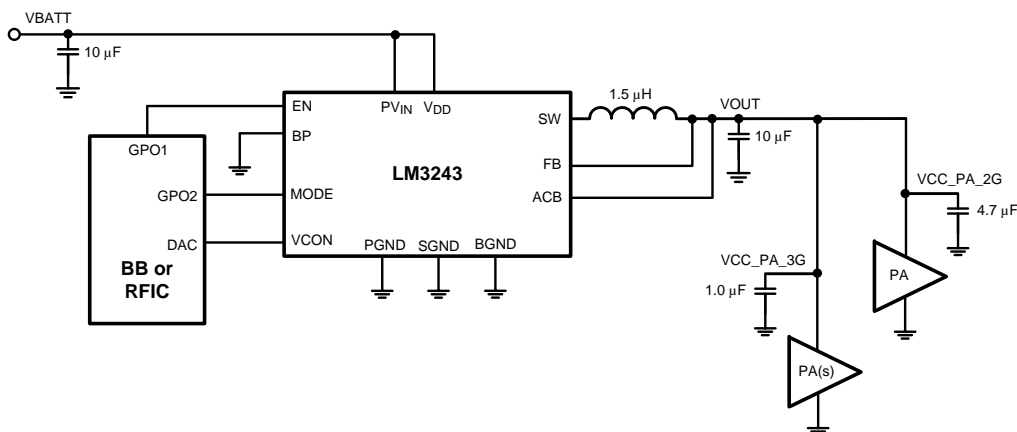 VBATT
10 μF
EN
PVIN
VDD
SW
1.5 μH
VOUT
10 μF
GPO1
BP
LM3243
FB
GPO2
MODE
ACB
VCC_PA_2G
4.7 μF
DAC
VCON
PGND
SGND
BGND
BB or
RFIC
VCC_PA_3G
1.0 μF
PA
PA(s)